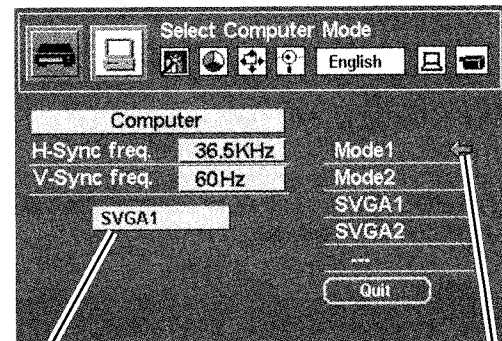 Select Computer Mode
English
Computer
H-Sync freq. 36.5KHz
V-Sync freq. 60Hz
SVGA1
Mode1
Mode2
SVGA1
SVGA2
---
Quit